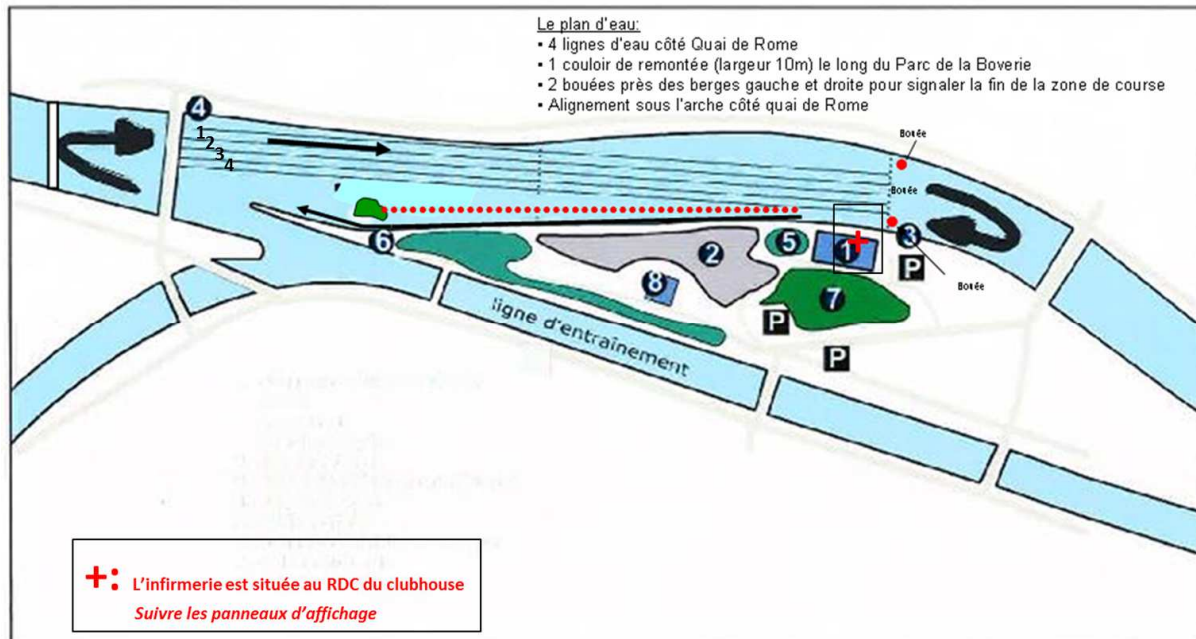 Le plan d'eau:
▪ 4 lignes d'eau côté Quai de Rome
▪ 1 couloir de remontée (largeur 10m) le long du Parc de la Boverie
▪ 2 bouées près des berges gauche et droite pour signaler la fin de la zone de course
▪ Alignement sous l'arche côté quai de Rome
4
1
2
3
4
Bouée
Bouée
3
Bouée
6
2
5
1
P
8
7
P
P
ligne d'entraînement
+: L'infirmerie est située au RDC du clubhouse
Suivre les panneaux d'affichage